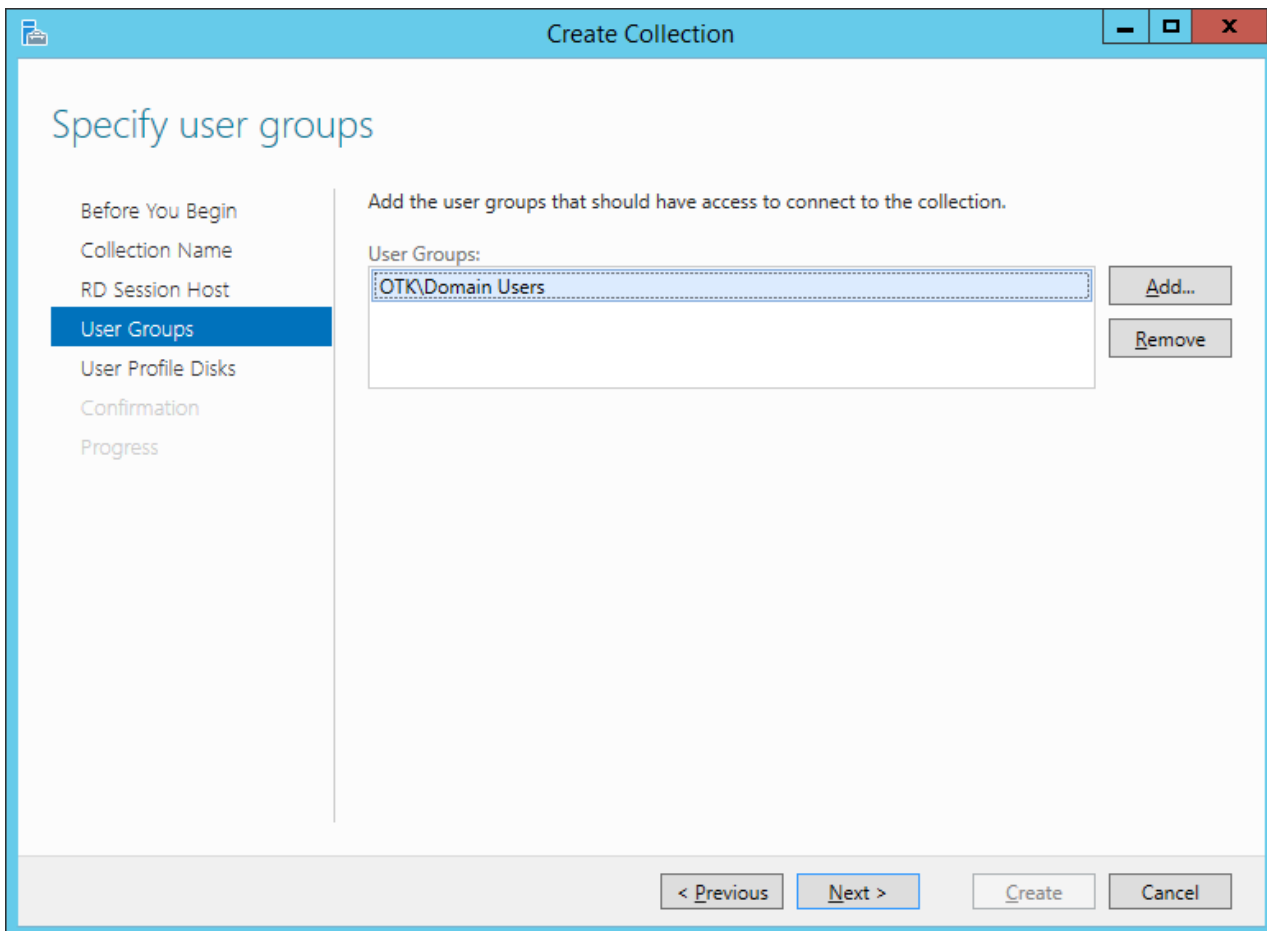 Create Collection
Specify user groups
Before You Begin
Collection Name
RD Session Host
User Groups
User Profile Disks
Confirmation
Progress
Add the user groups that should have access to connect to the collection.
User Groups:
OTK\Domain Users
Add...
Remove
< Previous
Next >
Create
Cancel